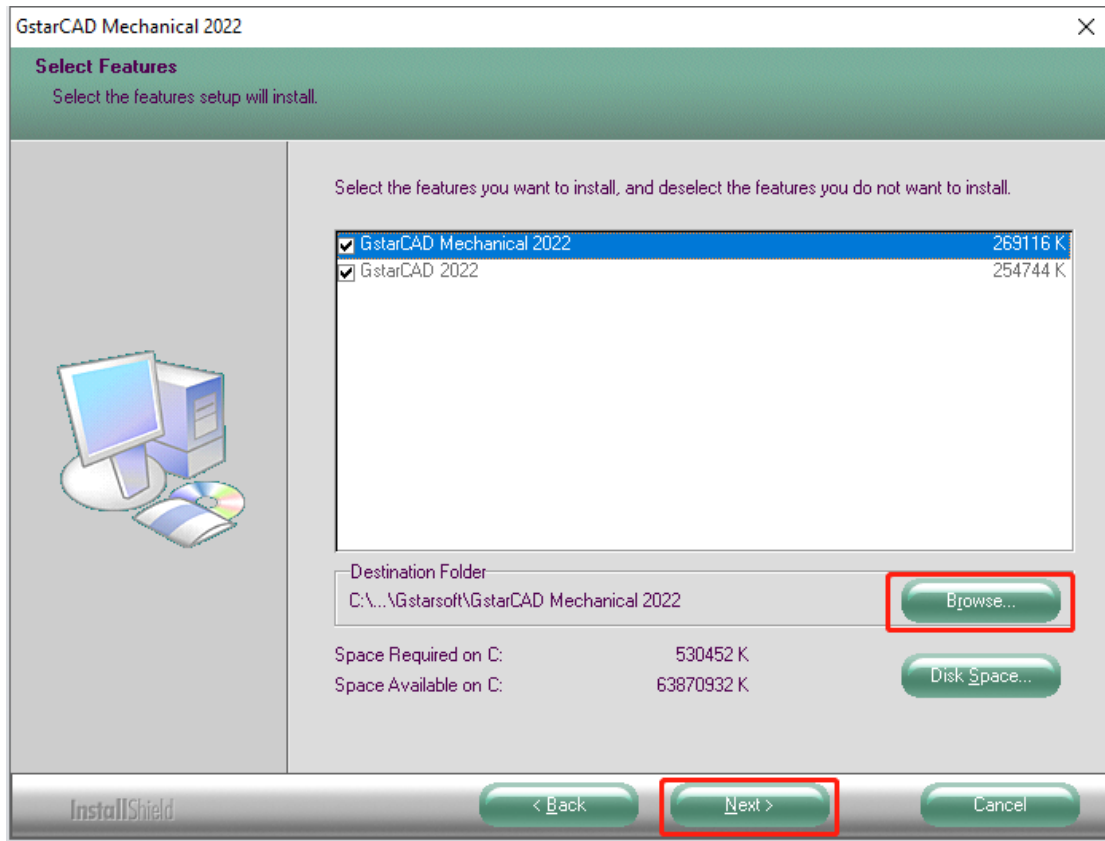 GstarCAD Mechanical 2022
Select Features
Select the features setup will install.
Select the features you want to install, and deselect the features you do not want to install.
GstarCAD Mechanical 2022 269116 K
GstarCAD 2022 254744 K
Destination Folder
C:\...\Gstarsoft\GstarCAD Mechanical 2022 Browse...
Space Required on C: 530452 K
Space Available on C: 63870932 K
Disk Space...
InstallShield < Back Next > Cancel